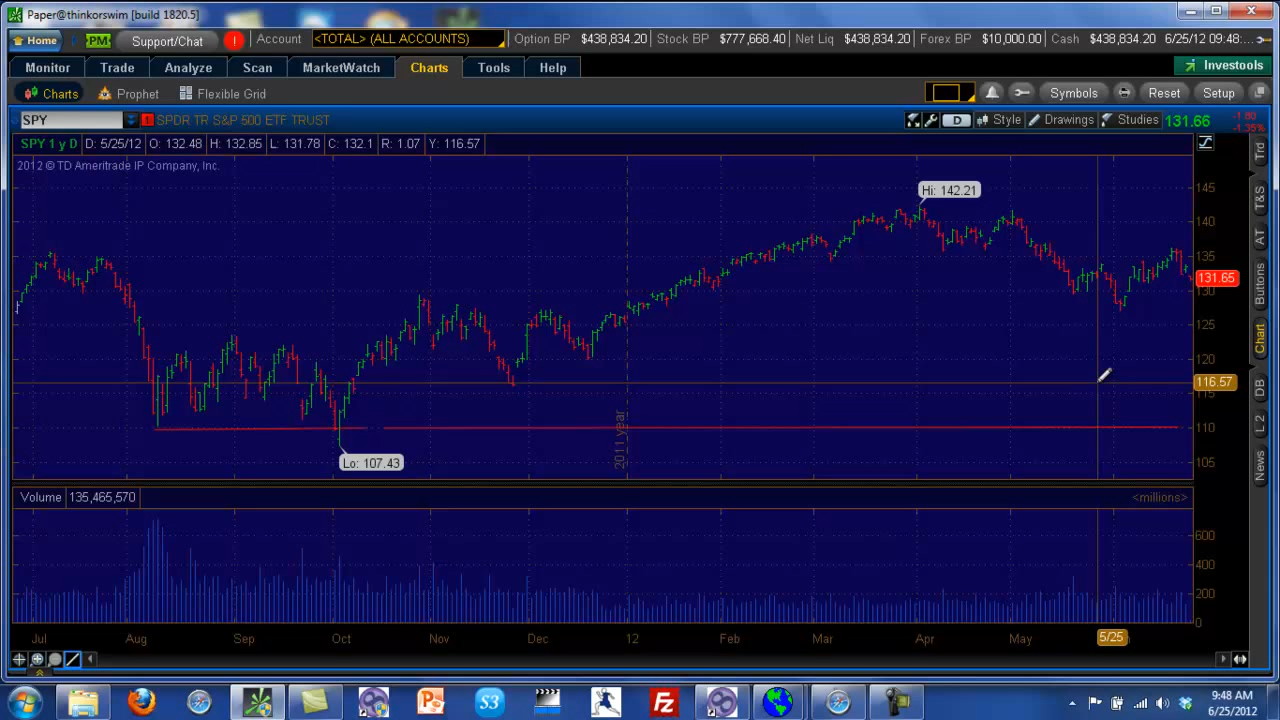 Paper@thinkorswim [build 1820.5]
Home PM Support/Chat ! Account <TOTAL> (ALL ACCOUNTS) Option BP $438,834.20 Stock BP $777,668.40 Net Liq $438,834.20 Forex BP $10,000.00 Cash $438,834.20 6/25/12 09:48:...
Monitor Trade Analyze Scan MarketWatch Charts Tools Help Investools
Charts Prophet Flexible Grid Symbols Reset Setup
SPY SPDR TR S&P 500 ETF TRUST D Style Drawings Studies 131.66 -1.80 -1.35%
SPY 1 y D D: 5/25/12 O: 132.48 H: 132.85 L: 131.78 C: 132.1 R: 1.07 Y: 116.57
2012 © TD Ameritrade IP Company, Inc.
Trd
T&S
AT
Buttons
Chart
DB
L 2
News
Hi: 142.21
145
140
135
131.65
130
125
120
116.57
115
110
105
2011 year
Lo: 107.43
Volume 135,465,570 <millions>
600
400
200
0
Jul Aug Sep Oct Nov Dec 12 Feb Mar Apr May 5/25
S3
Fz
9:48 AM
6/25/2012